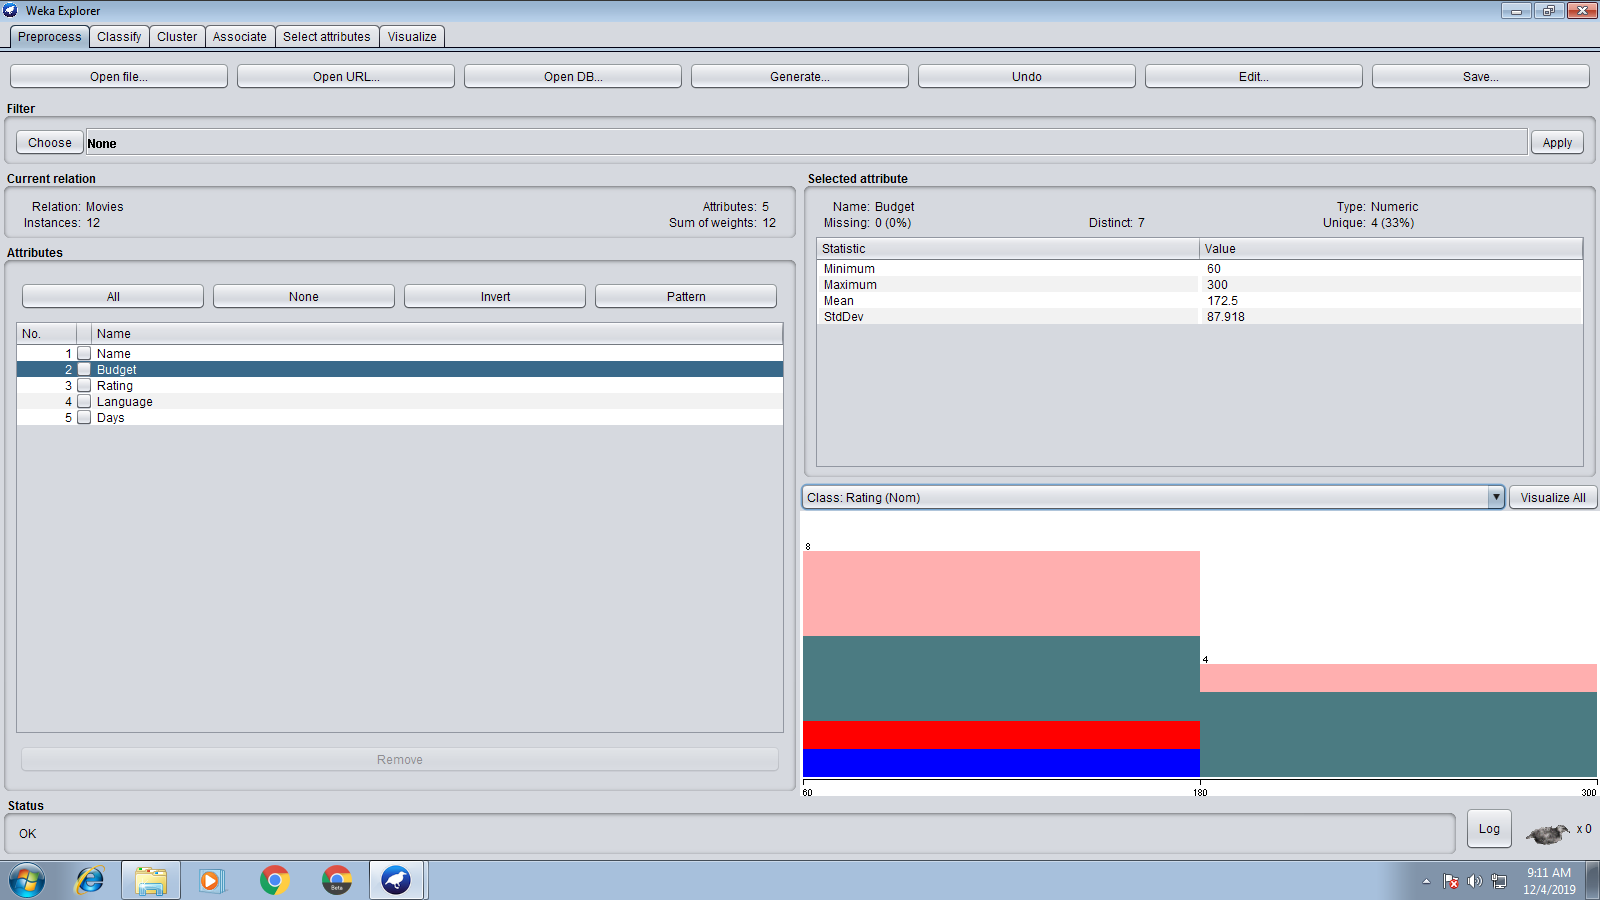 Weka Explorer
Preprocess Classify Cluster Associate Select attributes Visualize
Open file... Open URL... Open DB... Generate... Undo Edit... Save...
Filter
Choose None Apply
Current relation
Relation: Movies Attributes: 5
Instances: 12 Sum of weights: 12
Selected attribute
Name: Budget Type: Numeric
Missing: 0 (0%) Distinct: 7 Unique: 4 (33%)
Statistic Value
Minimum 60
Maximum 300
Mean 172.5
StdDev 87.918
Attributes
All None Invert Pattern
No. Name
1 Name
2 Budget
3 Rating
4 Language
5 Days
Remove
Class: Rating (Nom) Visualize All
8
4
60 180 300
Status
OK
Log x 0
Beta
9:11 AM
12/4/2019